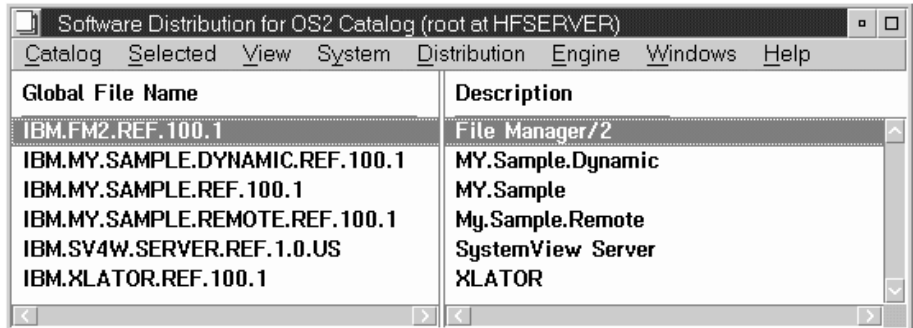 Software Distribution for OS2 Catalog (root at HFSERVER)
Catalog Selected View System Distribution Engine Windows Help
Global File Name Description
IBM.FM2.REF.100.1 File Manager/2
IBM.MY.SAMPLE.DYNAMIC.REF.100.1 MY.Sample.Dynamic
IBM.MY.SAMPLE.REF.100.1 MY.Sample
IBM.MY.SAMPLE.REMOTE.REF.100.1 My.Sample.Remote
IBM.SV4W.SERVER.REF.1.0.US SystemView Server
IBM.XLATOR.REF.100.1 XLATOR